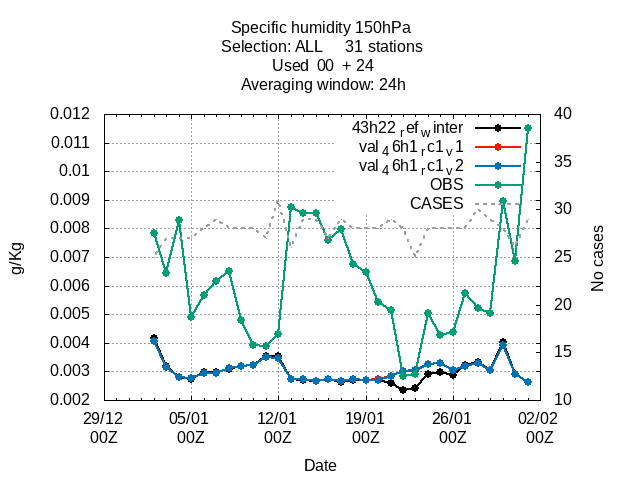 Specific humidity 150hPa
Selection: ALL 31 stations
Used 00 + 24
Averaging window: 24h
43h22_ref_winter
val_46h1_rc1_v1
val_46h1_rc1_v2
OBS
CASES
0.012
0.011
0.01
0.009
0.008
0.007
0.006
0.005
0.004
0.003
0.002
g/Kg
40
35
30
25
20
15
10
No cases
29/12 05/01 12/01 19/01 26/01 02/02
00Z 00Z 00Z 00Z 00Z 00Z
Date